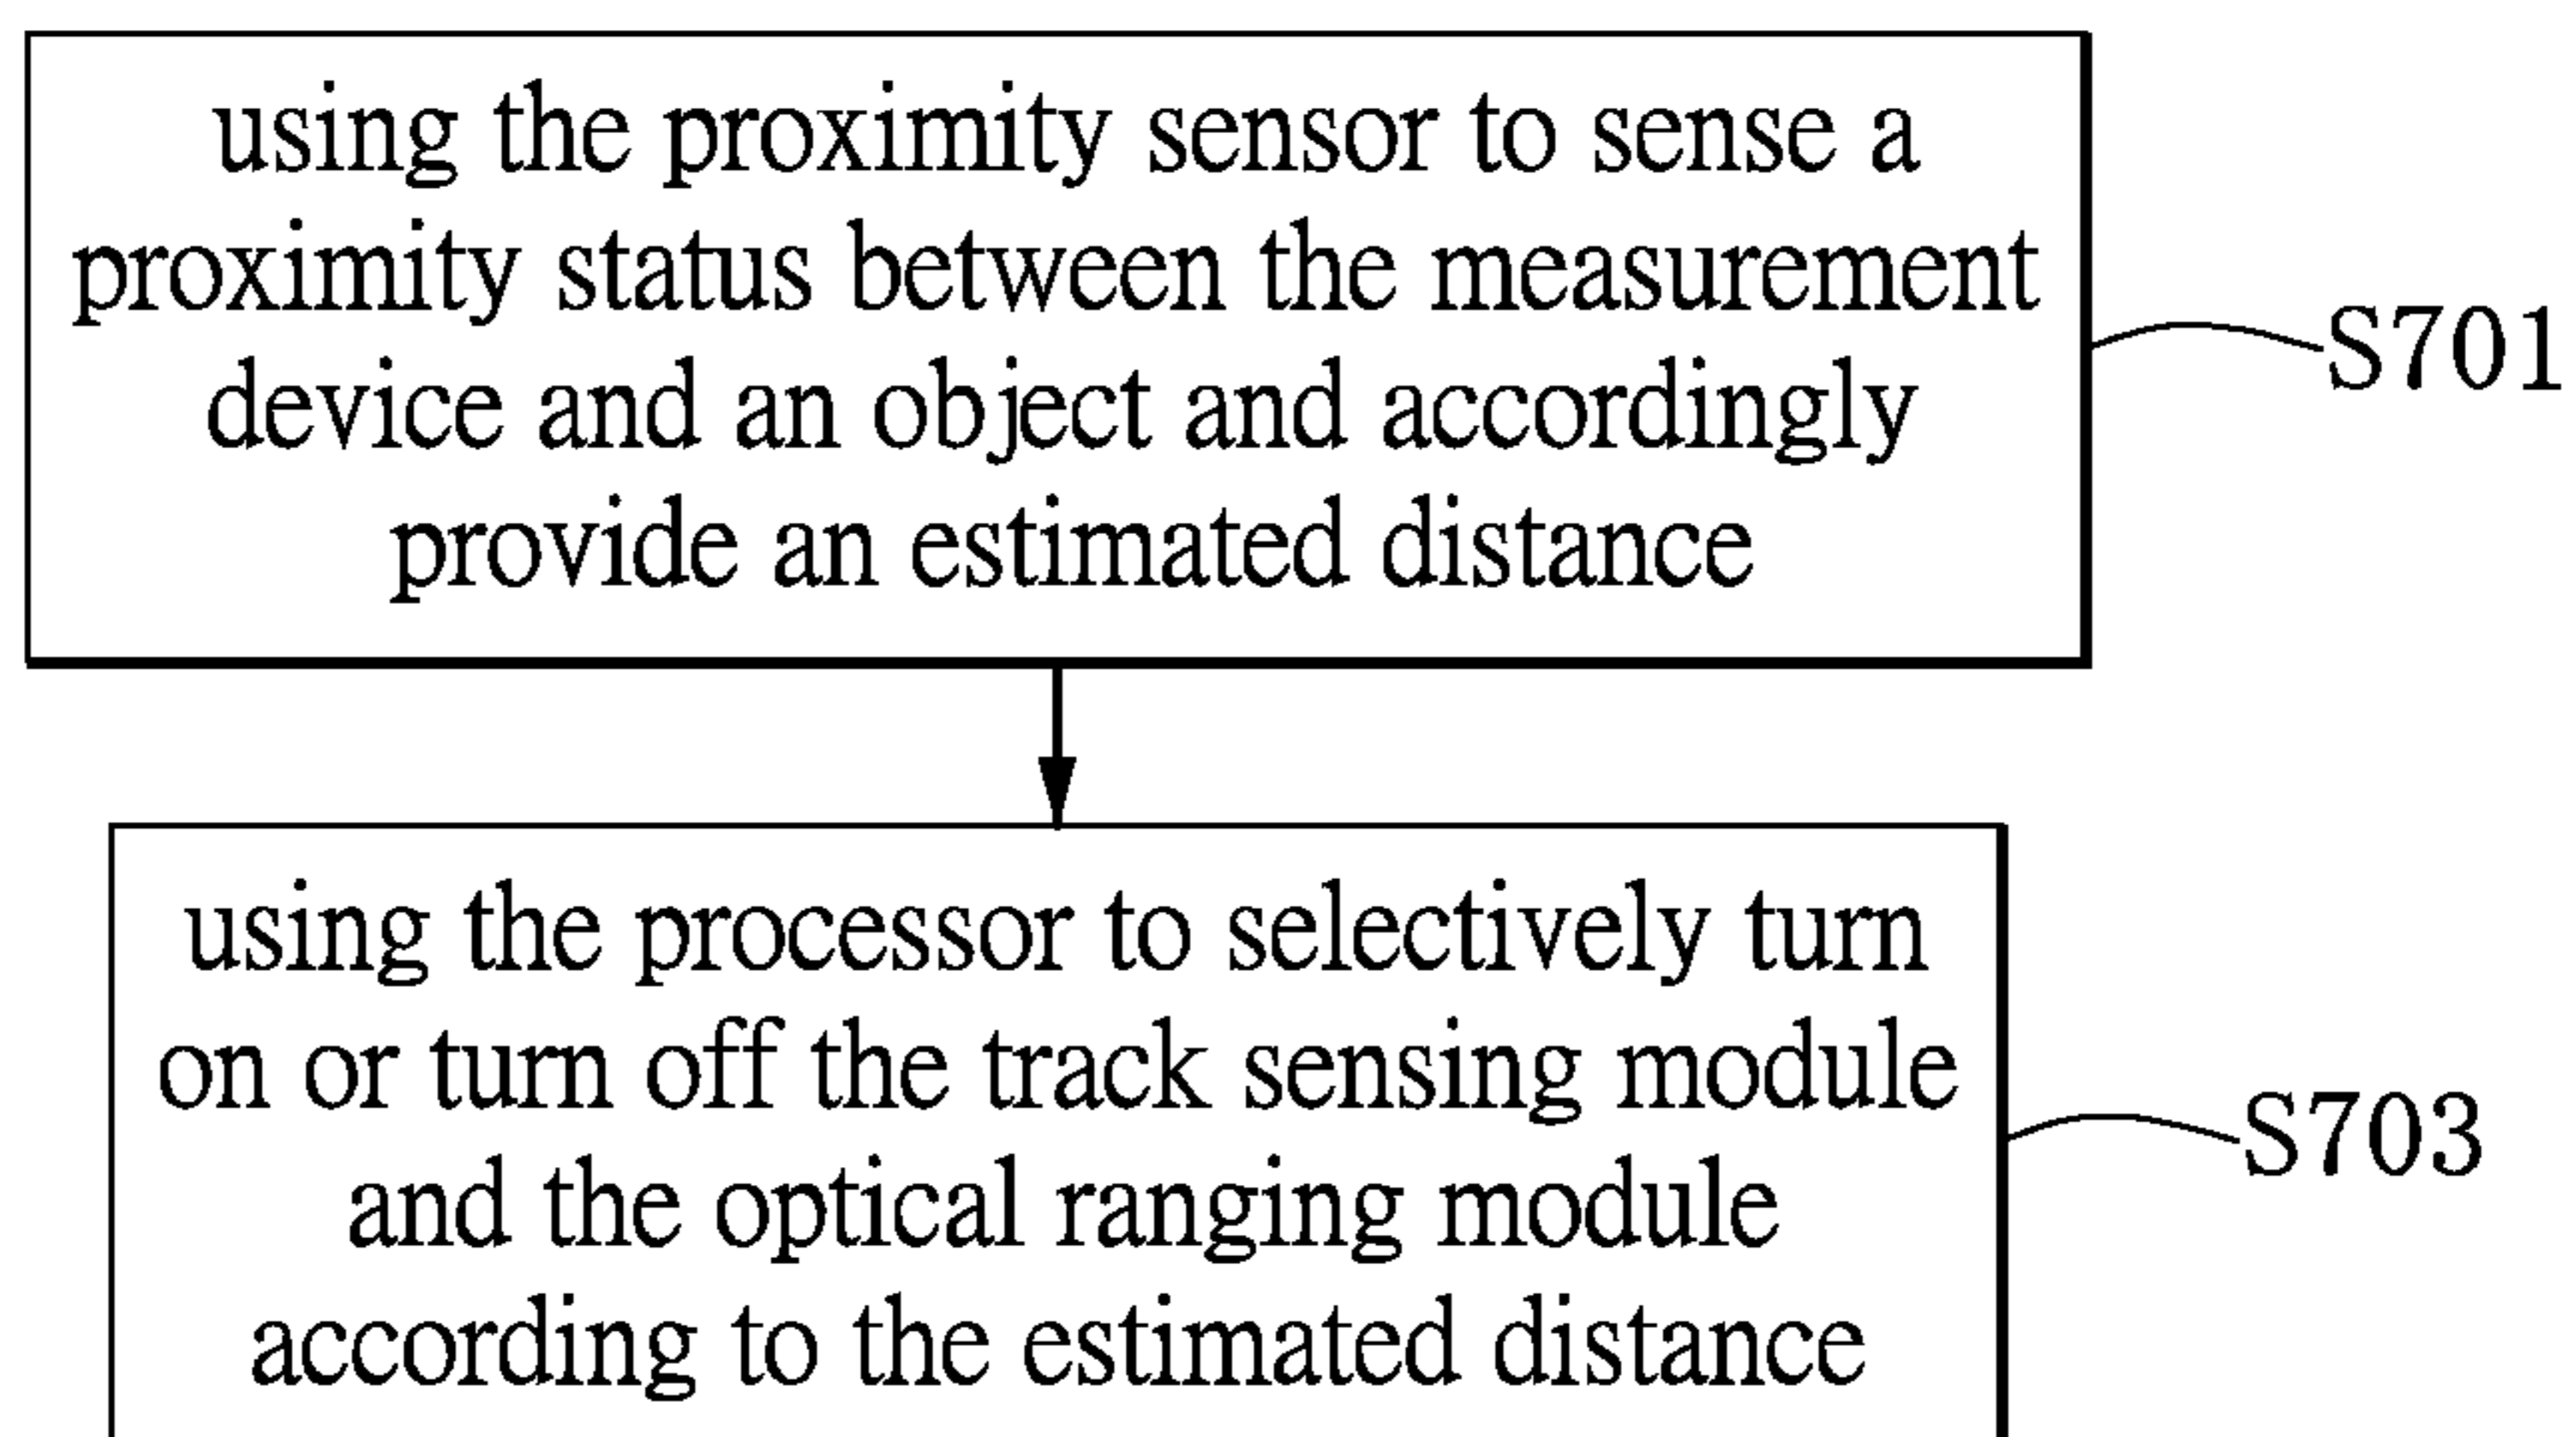 using the proximity sensor to sense a
proximity status between the measurement
device and an object and accordingly
provide an estimated distance
S701
using the processor to selectively turn
on or turn off the track sensing module
and the optical ranging module
according to the estimated distance
S703